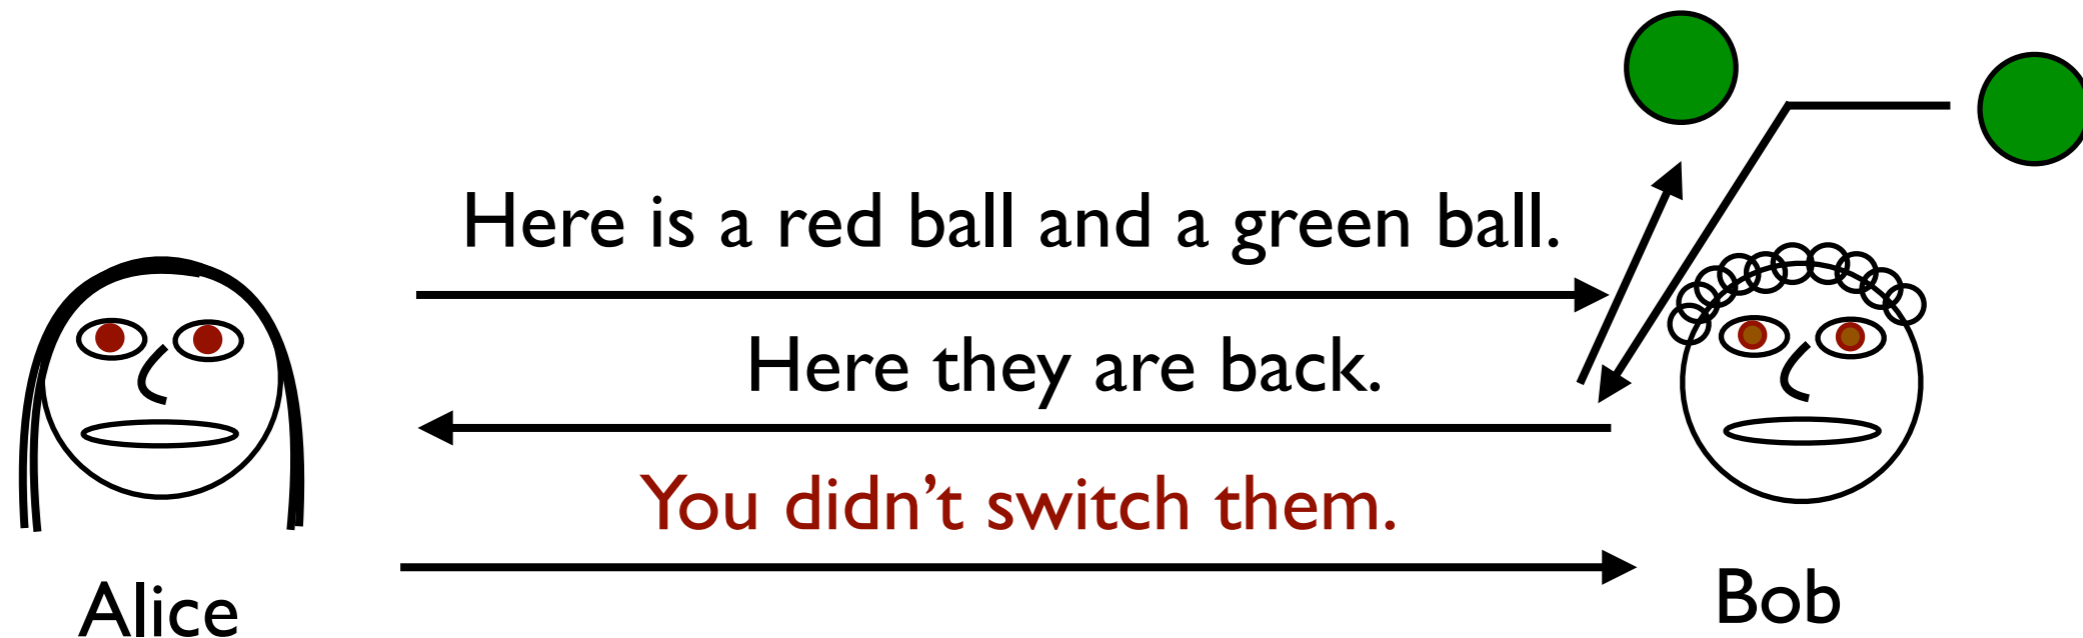 Here is a red ball and a green ball.
Here they are back.
You didn't switch them.
Alice
Bob